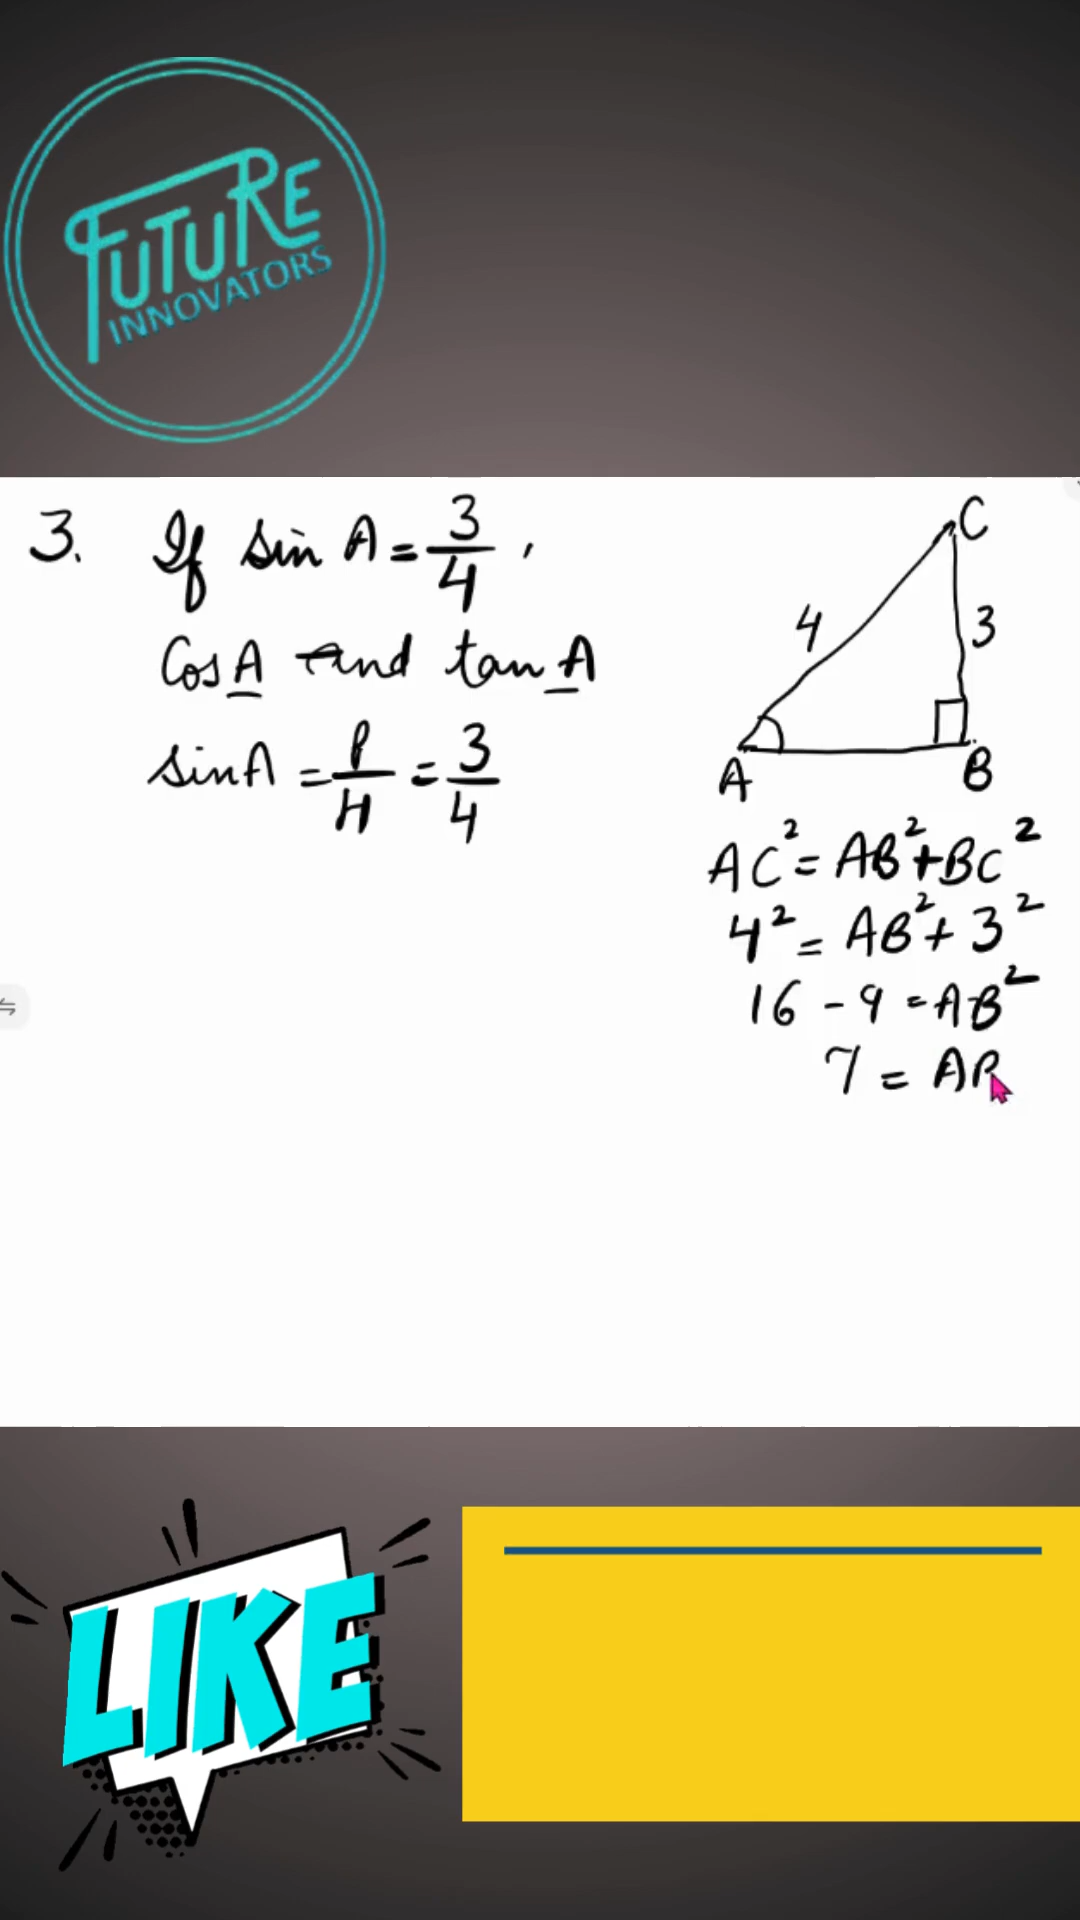 FUTURE
INNOVATORS
3. If sin A = 3/4 ,
Cos A and tan A
sin A = P/H = 3/4
C
4
3
A
B
AC² = AB² + BC²
4² = AB² + 3²
16 - 9 = AB²
7 = AB
LIKE